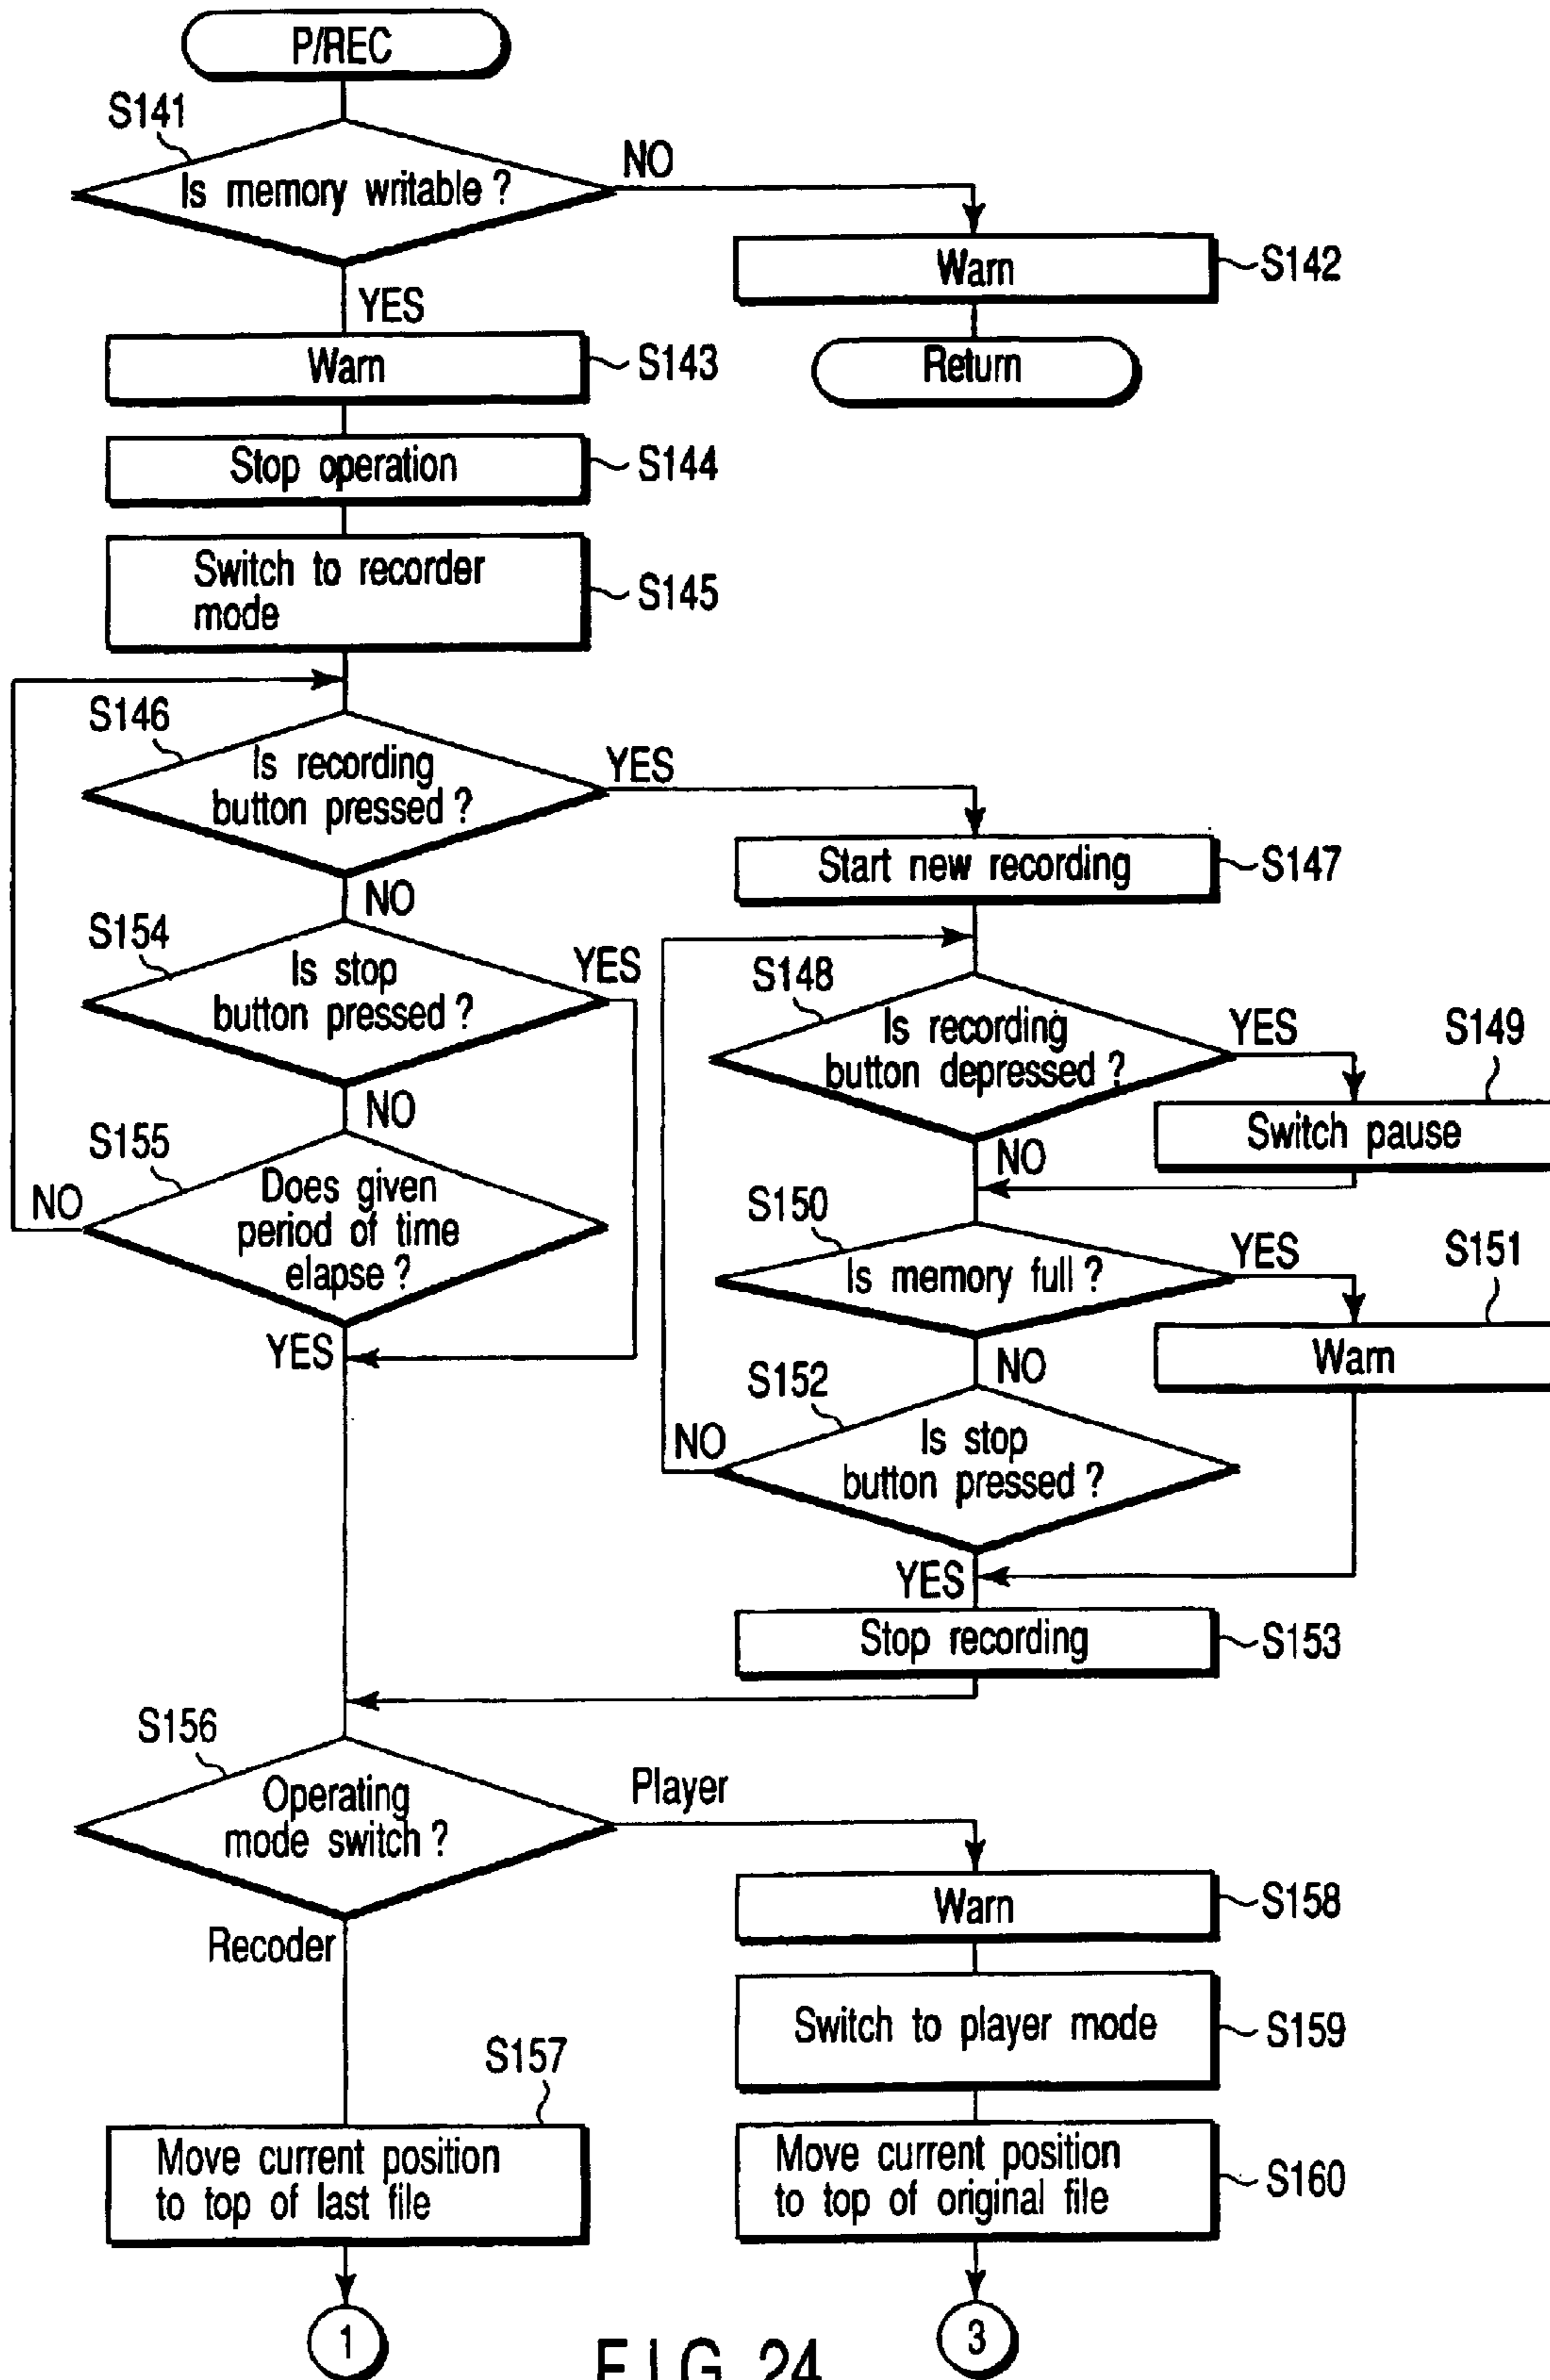 P/REC
S141
Is memory writable ?
NO
Warn
S142
YES
Return
Warn
S143
Stop operation
S144
Switch to recorder
mode
S145
S146
Is recording
button pressed ?
YES
Start new recording
S147
NO
S154
Is stop
button pressed ?
YES
S148
Is recording
button depressed ?
YES
S149
Switch pause
NO
NO
S155
Does given
period of time
elapse ?
NO
YES
S150
Is memory full ?
YES
S151
Warn
NO
S152
Is stop
button pressed ?
NO
YES
Stop recording
S153
S156
Operating
mode switch ?
Player
Warn
S158
Recoder
Switch to player mode
S159
S157
Move current position
to top of last file
Move current position
to top of original file
S160
1
3
FIG. 24